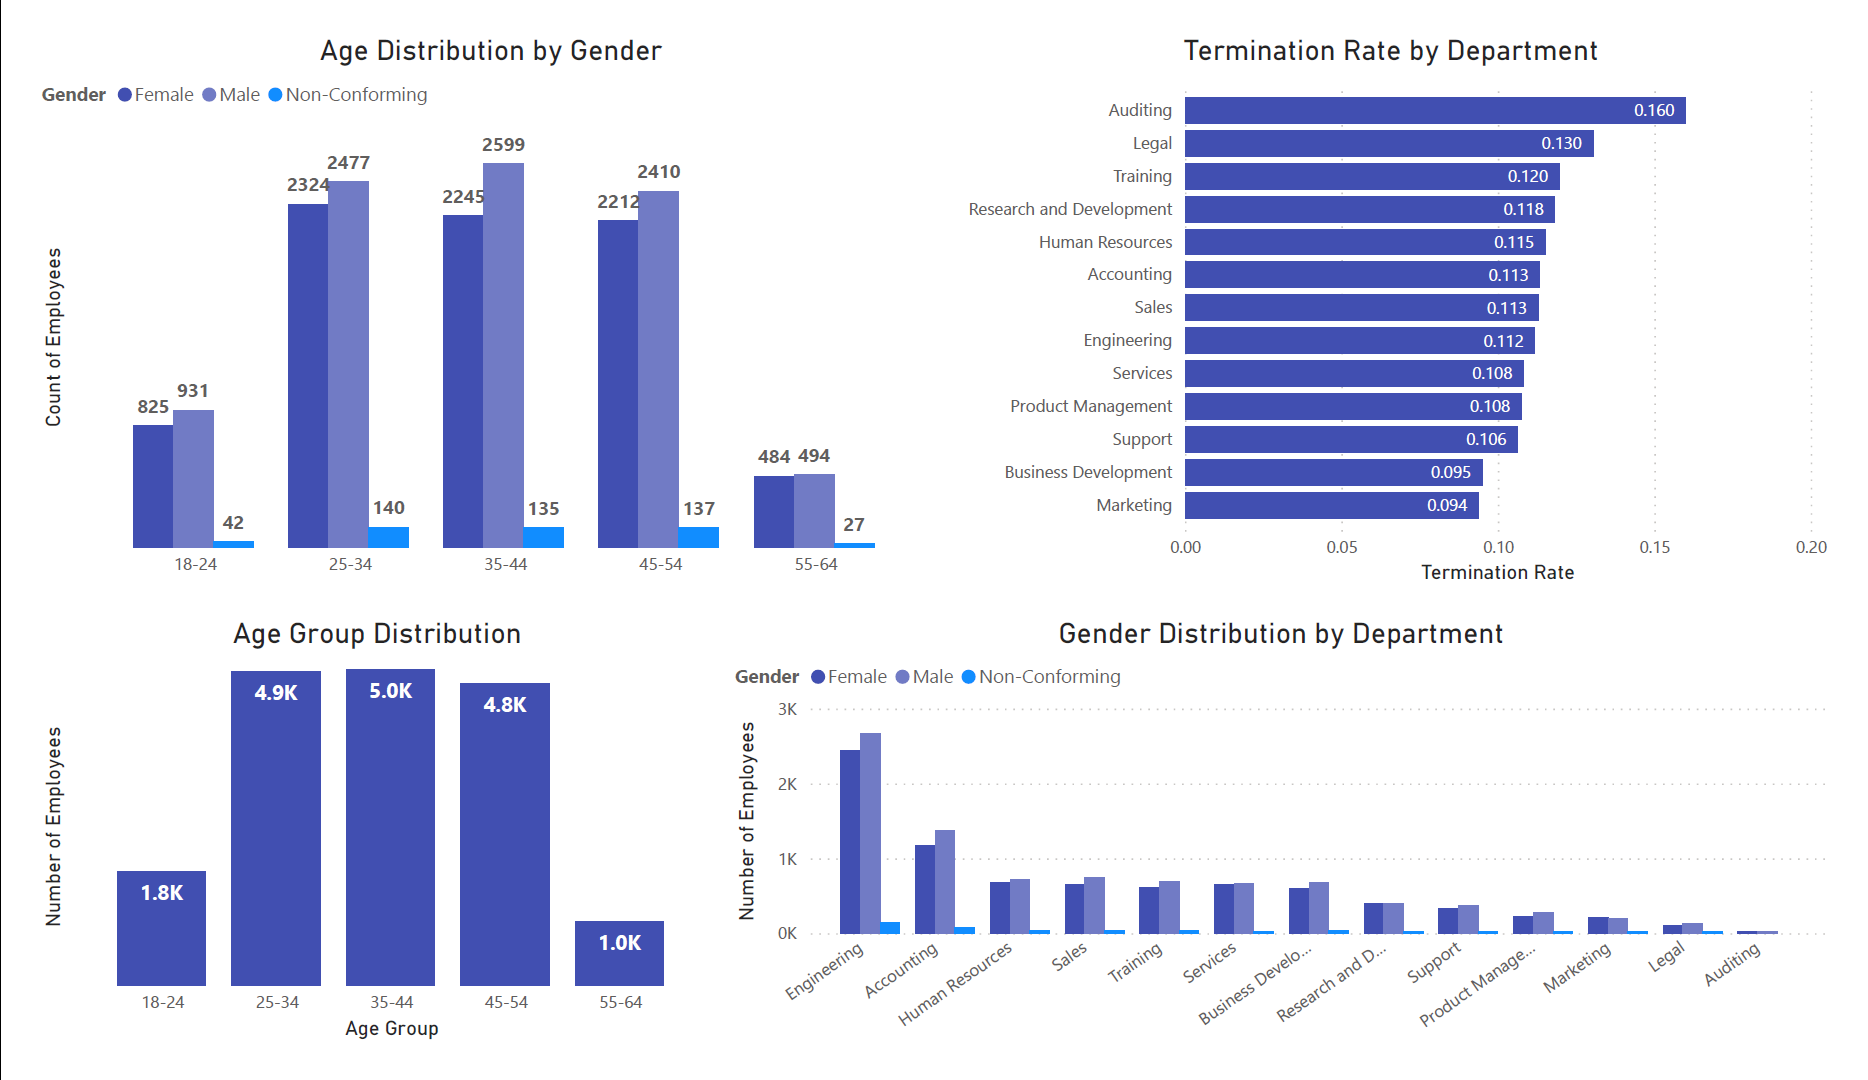 Age Distribution by Gender
Gender Female Male Non-Conforming
Count of Employees
825 931 42
2324 2477 140
2245 2599 135
2212 2410 137
484 494 27
18-24 25-34 35-44 45-54 55-64
Termination Rate by Department
Auditing 0.160
Legal 0.130
Training 0.120
Research and Development 0.118
Human Resources 0.115
Accounting 0.113
Sales 0.113
Engineering 0.112
Services 0.108
Product Management 0.108
Support 0.106
Business Development 0.095
Marketing 0.094
0.00 0.05 0.10 0.15 0.20
Termination Rate
Age Group Distribution
Number of Employees
1.8K 4.9K 5.0K 4.8K 1.0K
18-24 25-34 35-44 45-54 55-64
Age Group
Gender Distribution by Department
Gender Female Male Non-Conforming
Number of Employees
3K
2K
1K
0K
Engineering
Accounting
Human Resources
Sales
Training
Services
Business Develo...
Research and D...
Support
Product Manage...
Marketing
Legal
Auditing